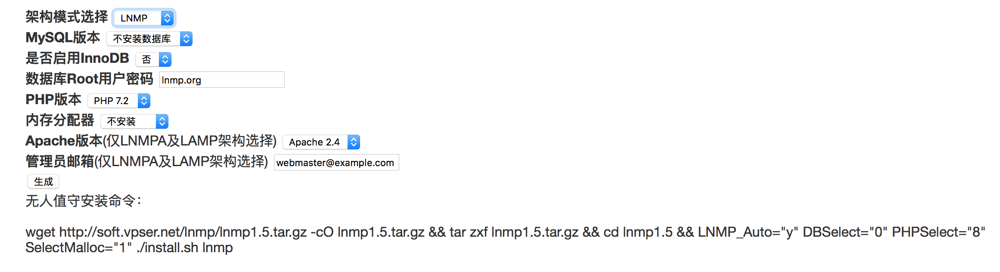 架构模式选择 LNMP
MySQL版本 不安装数据库
是否启用InnoDB 否
数据库Root用户密码 lnmp.org
PHP版本 PHP 7.2
内存分配器 不安装
Apache版本(仅LNMPA及LAMP架构选择) Apache 2.4
管理员邮箱(仅LNMPA及LAMP架构选择) webmaster@example.com
生成
无人值守安装命令：
wget http://soft.vpser.net/lnmp/lnmp1.5.tar.gz -cO lnmp1.5.tar.gz && tar zxf lnmp1.5.tar.gz && cd lnmp1.5 && LNMP_Auto="y" DBSelect="0" PHPSelect="8"
SelectMalloc="1" ./install.sh lnmp